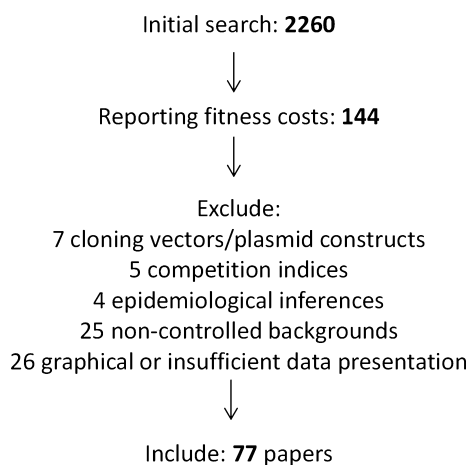 Initial search: 2260
Reporting fitness costs: 144
Exclude:
7 cloning vectors/plasmid constructs
5 competition indices
4 epidemiological inferences
25 non-controlled backgrounds
26 graphical or insufficient data presentation
Include: 77 papers